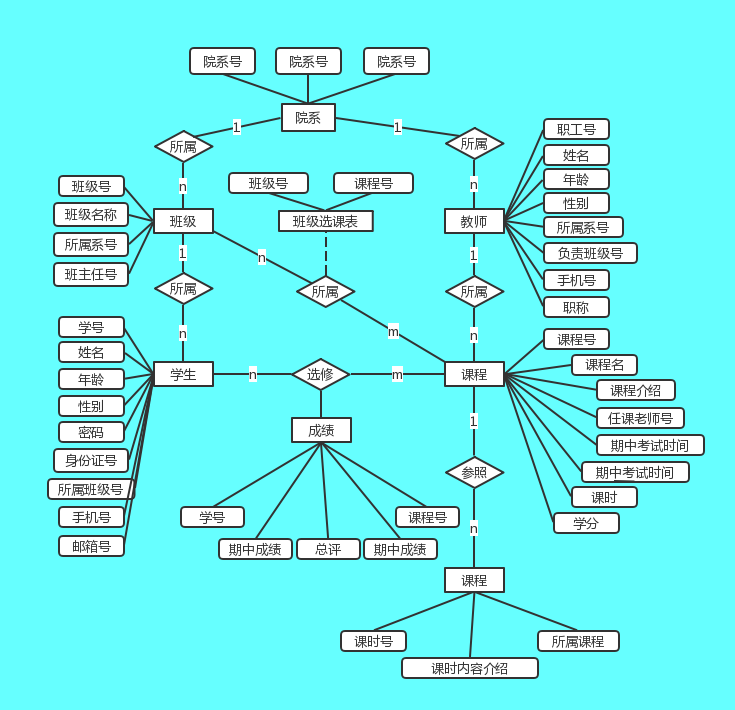 院系号
院系号
院系号
院系
1
1
所属
所属
n
n
职工号
姓名
年龄
性别
所属系号
负责班级号
手机号
职称
班级号
班级名称
所属系号
班主任号
班级号
课程号
班级选课表
班级
教师
1
n
1
所属
所属
所属
n
m
n
学号
姓名
年龄
性别
密码
身份证号
所属班级号
手机号
邮箱号
学生
n
选修
m
课程
课程号
课程名
课程介绍
任课老师号
期中考试时间
期中考试时间
课时
学分
成绩
1
参照
学号
期中成绩
总评
期中成绩
课程号
n
课程
课时号
课时内容介绍
所属课程